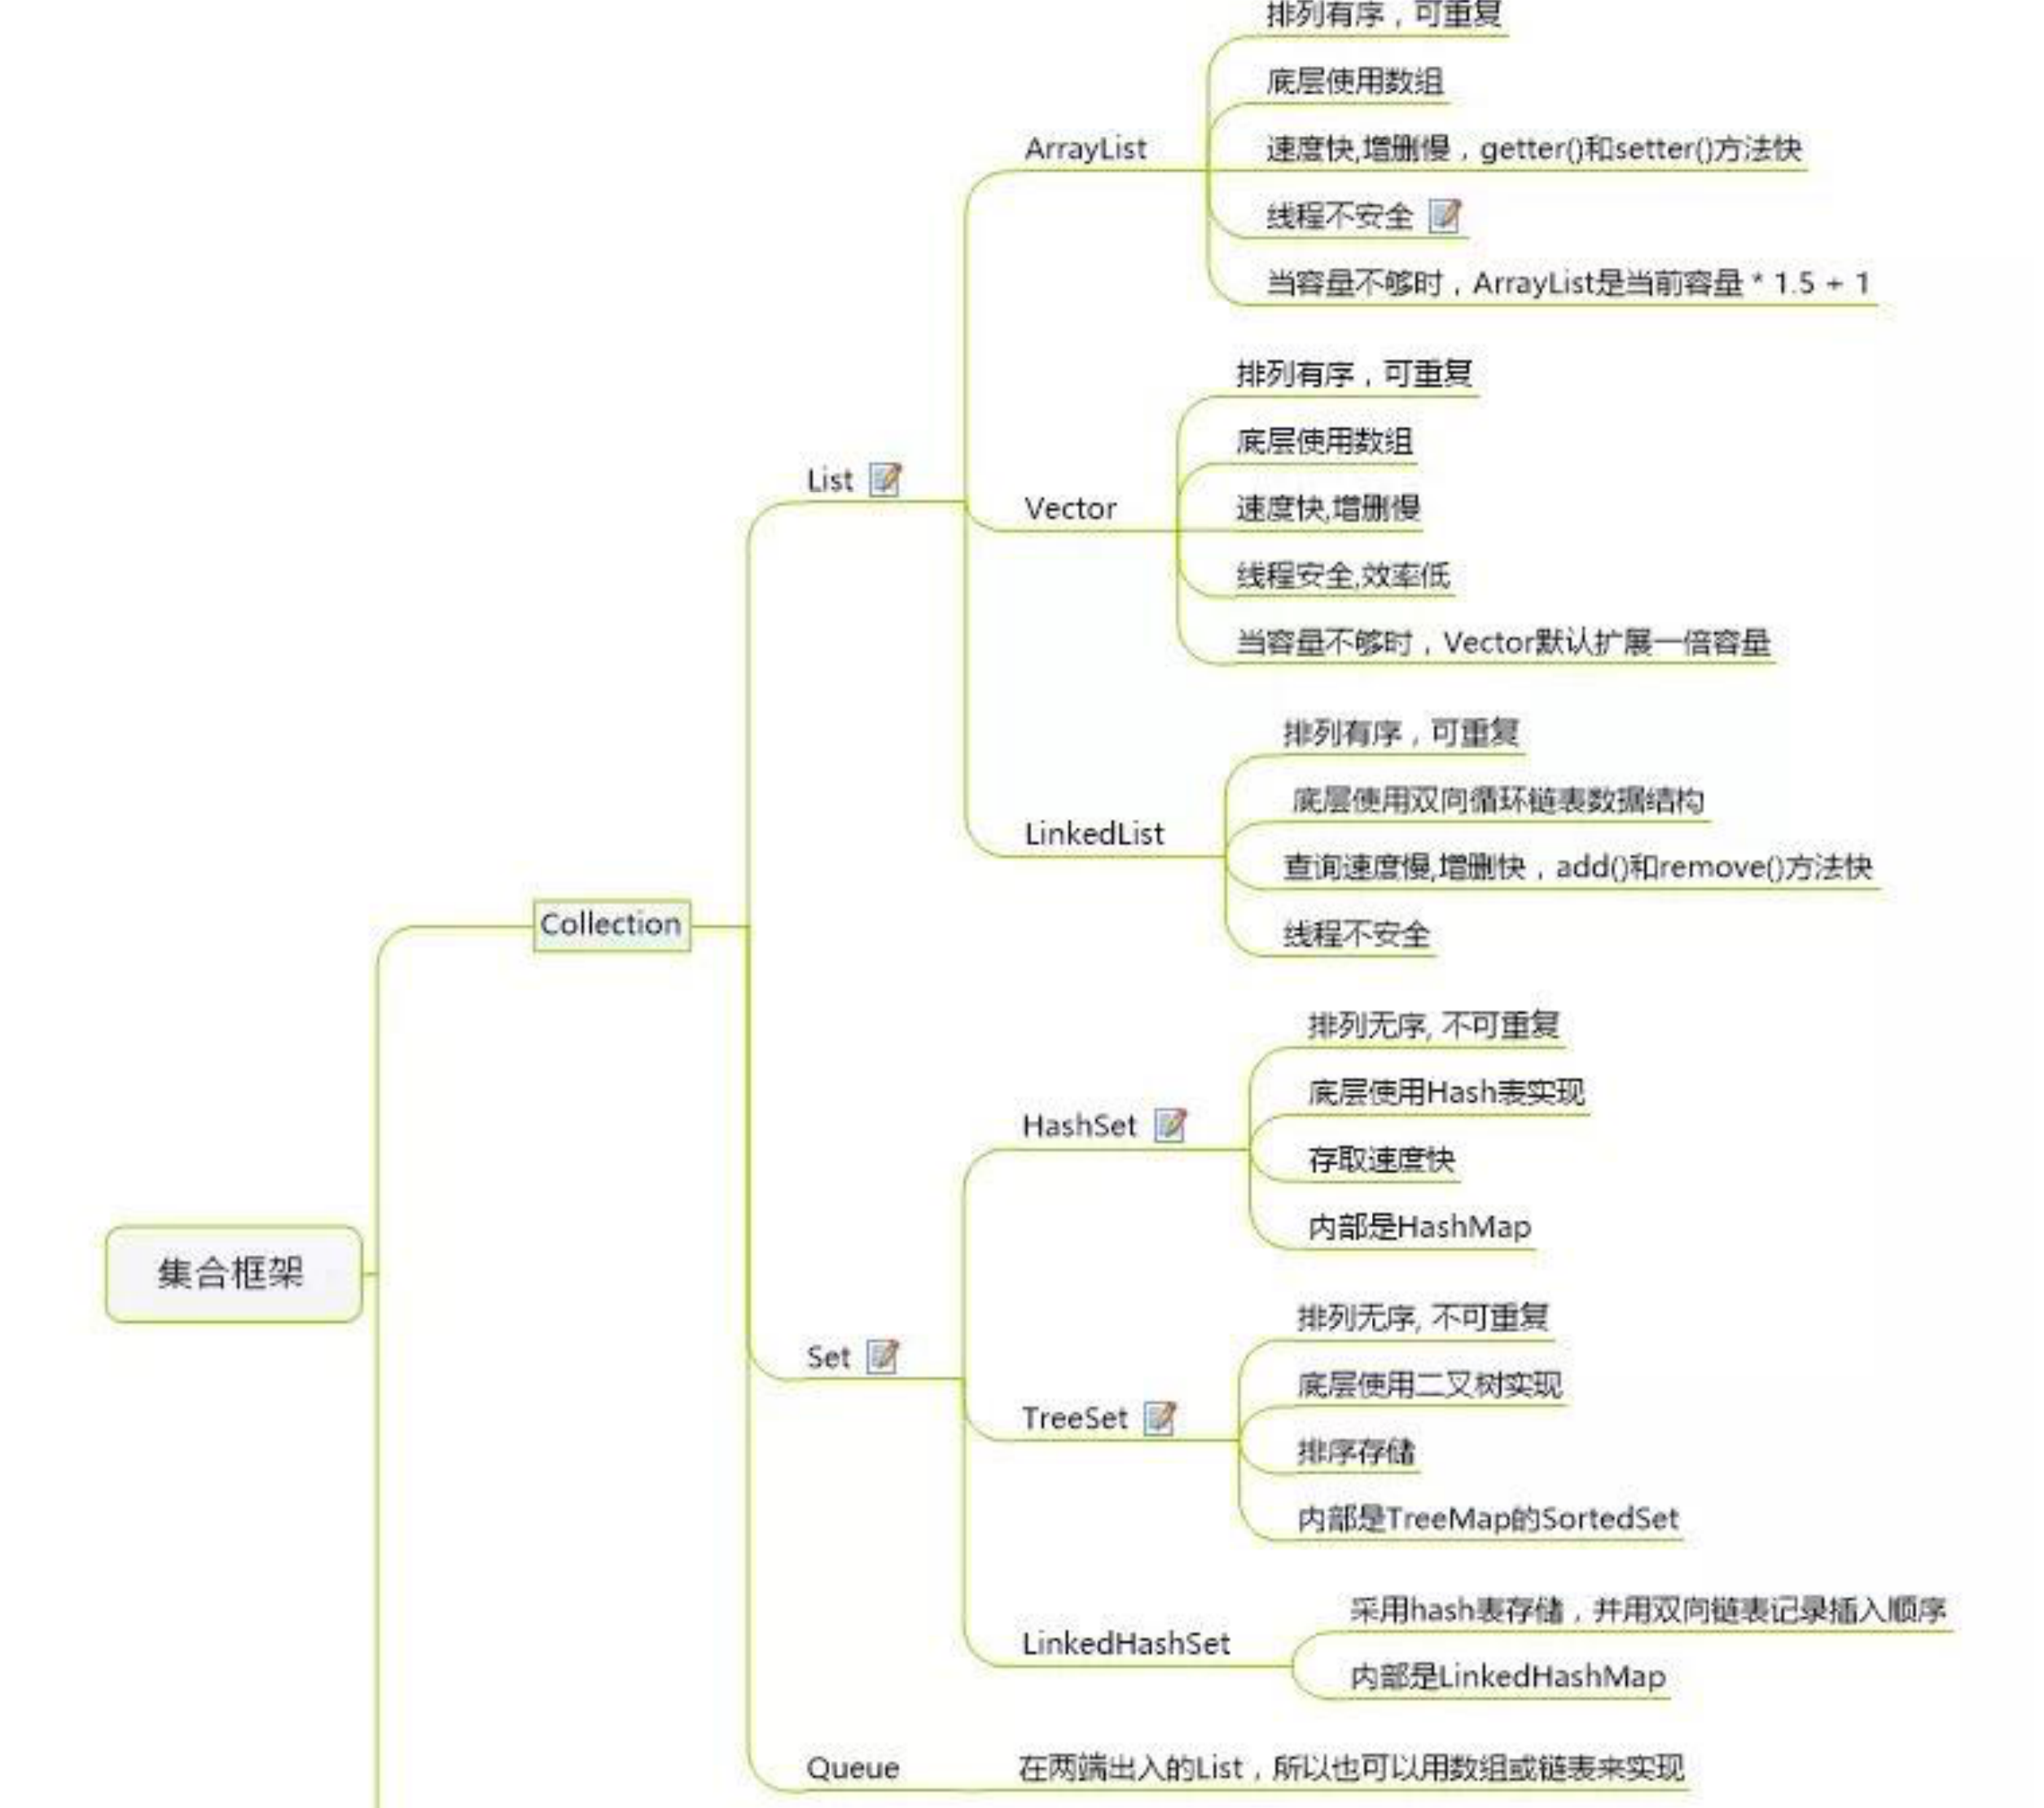 排列有序，可重复
底层使用数组
ArrayList
速度快,增删慢，getter()和setter()方法快
线程不安全
当容量不够时，ArrayList是当前容量 * 1.5 + 1
排列有序，可重复
底层使用数组
List
Vector
速度快,增删慢
线程安全,效率低
当容量不够时，Vector默认扩展一倍容量
排列有序，可重复
底层使用双向循环链表数据结构
LinkedList
查询速度慢,增删快，add()和remove()方法快
线程不安全
Collection
排列无序, 不可重复
底层使用Hash表实现
HashSet
存取速度快
内部是HashMap
集合框架
排列无序, 不可重复
Set
底层使用二叉树实现
TreeSet
排序存储
内部是TreeMap的SortedSet
采用hash表存储，并用双向链表记录插入顺序
LinkedHashSet
内部是LinkedHashMap
Queue
在两端出入的List，所以也可以用数组或链表来实现